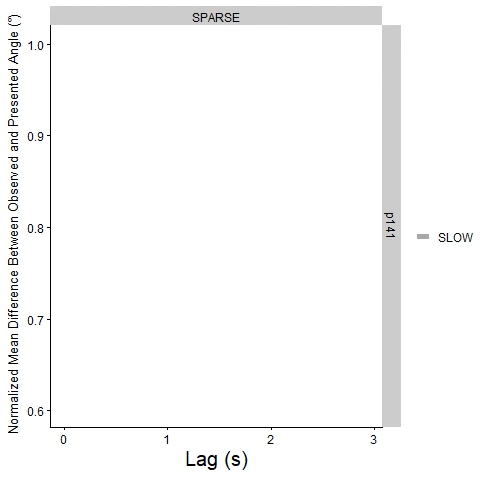 SPARSE
Normalized Mean Difference Between Observed and Presented Angle (°)
1.0
0.9
0.8
0.7
0.6
p141
SLOW
0 1 2 3
Lag (s)